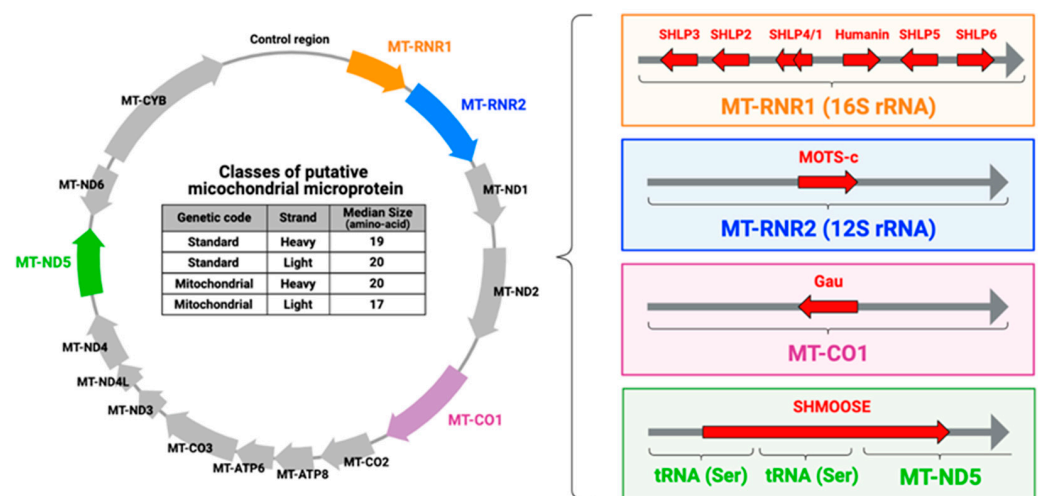 Control region
MT-RNR1
MT-RNR2
MT-ND1
MT-ND2
MT-CO1
MT-CO2
MT-ATP8
MT-ATP6
MT-CO3
MT-ND3
MT-ND4L
MT-ND4
MT-ND5
MT-ND6
MT-CYB
Classes of putative
micochondrial microprotein
Genetic code Strand Median Size
(amino-acid)
Standard Heavy 19
Standard Light 20
Mitochondrial Heavy 20
Mitochondrial Light 17
SHLP3 SHLP2 SHLP4/1 Humanin SHLP5 SHLP6
MT-RNR1 (16S rRNA)
MOTS-c
MT-RNR2 (12S rRNA)
Gau
MT-CO1
SHMOOSE
tRNA (Ser) tRNA (Ser) MT-ND5